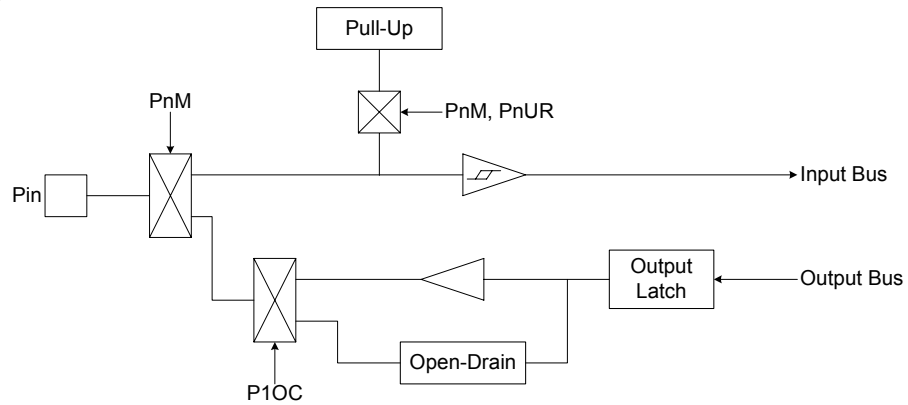 Pull-Up
PnM
PnM, PnUR
Pin
Input Bus
Output
Latch
Output Bus
Open-Drain
P1OC